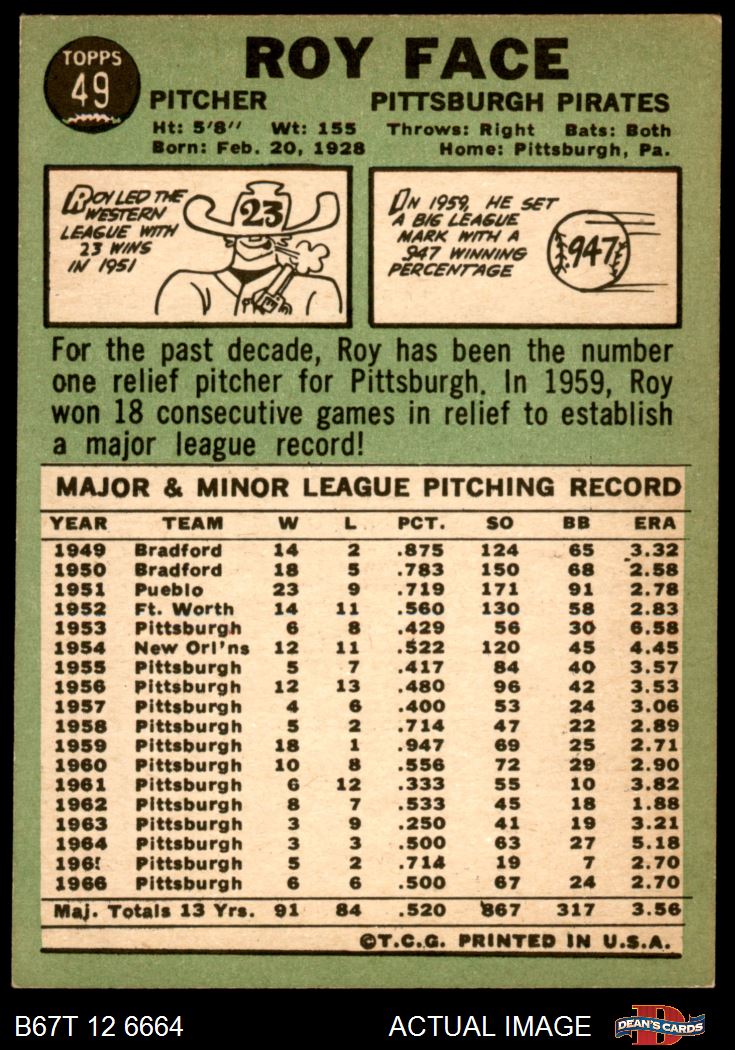 TOPPS
49
ROY FACE
PITCHER PITTSBURGH PIRATES
Ht: 5'8" Wt: 155 Throws: Right Bats: Both
Born: Feb. 20, 1928 Home: Pittsburgh, Pa.
ROY LED THE
WESTERN
LEAGUE WITH
23 WINS
IN 1951
23
IN 1959, HE SET
A BIG LEAGUE
MARK WITH A
.947 WINNING
PERCENTAGE
.947
For the past decade, Roy has been the number
one relief pitcher for Pittsburgh. In 1959, Roy
won 18 consecutive games in relief to establish
a major league record!
MAJOR & MINOR LEAGUE PITCHING RECORD
YEAR TEAM W L PCT. SO BB ERA
1949 Bradford 14 2 .875 124 65 3.32
1950 Bradford 18 5 .783 150 68 2.58
1951 Pueblo 23 9 .719 171 91 2.78
1952 Ft. Worth 14 11 .560 130 58 2.83
1953 Pittsburgh 6 8 .429 56 30 6.58
1954 New Orl'ns 12 11 .522 120 45 4.45
1955 Pittsburgh 5 7 .417 84 40 3.57
1956 Pittsburgh 12 13 .480 96 42 3.53
1957 Pittsburgh 4 6 .400 53 24 3.06
1958 Pittsburgh 5 2 .714 47 22 2.89
1959 Pittsburgh 18 1 .947 69 25 2.71
1960 Pittsburgh 10 8 .556 72 29 2.90
1961 Pittsburgh 6 12 .333 55 10 3.82
1962 Pittsburgh 8 7 .533 45 18 1.88
1963 Pittsburgh 3 9 .250 41 19 3.21
1964 Pittsburgh 3 3 .500 63 27 5.18
1965 Pittsburgh 5 2 .714 19 7 2.70
1966 Pittsburgh 6 6 .500 67 24 2.70
Maj. Totals 13 Yrs. 91 84 .520 867 317 3.56
©T.C.G. PRINTED IN U.S.A.
B67T 12 6664 ACTUAL IMAGE DEAN'S CARDS